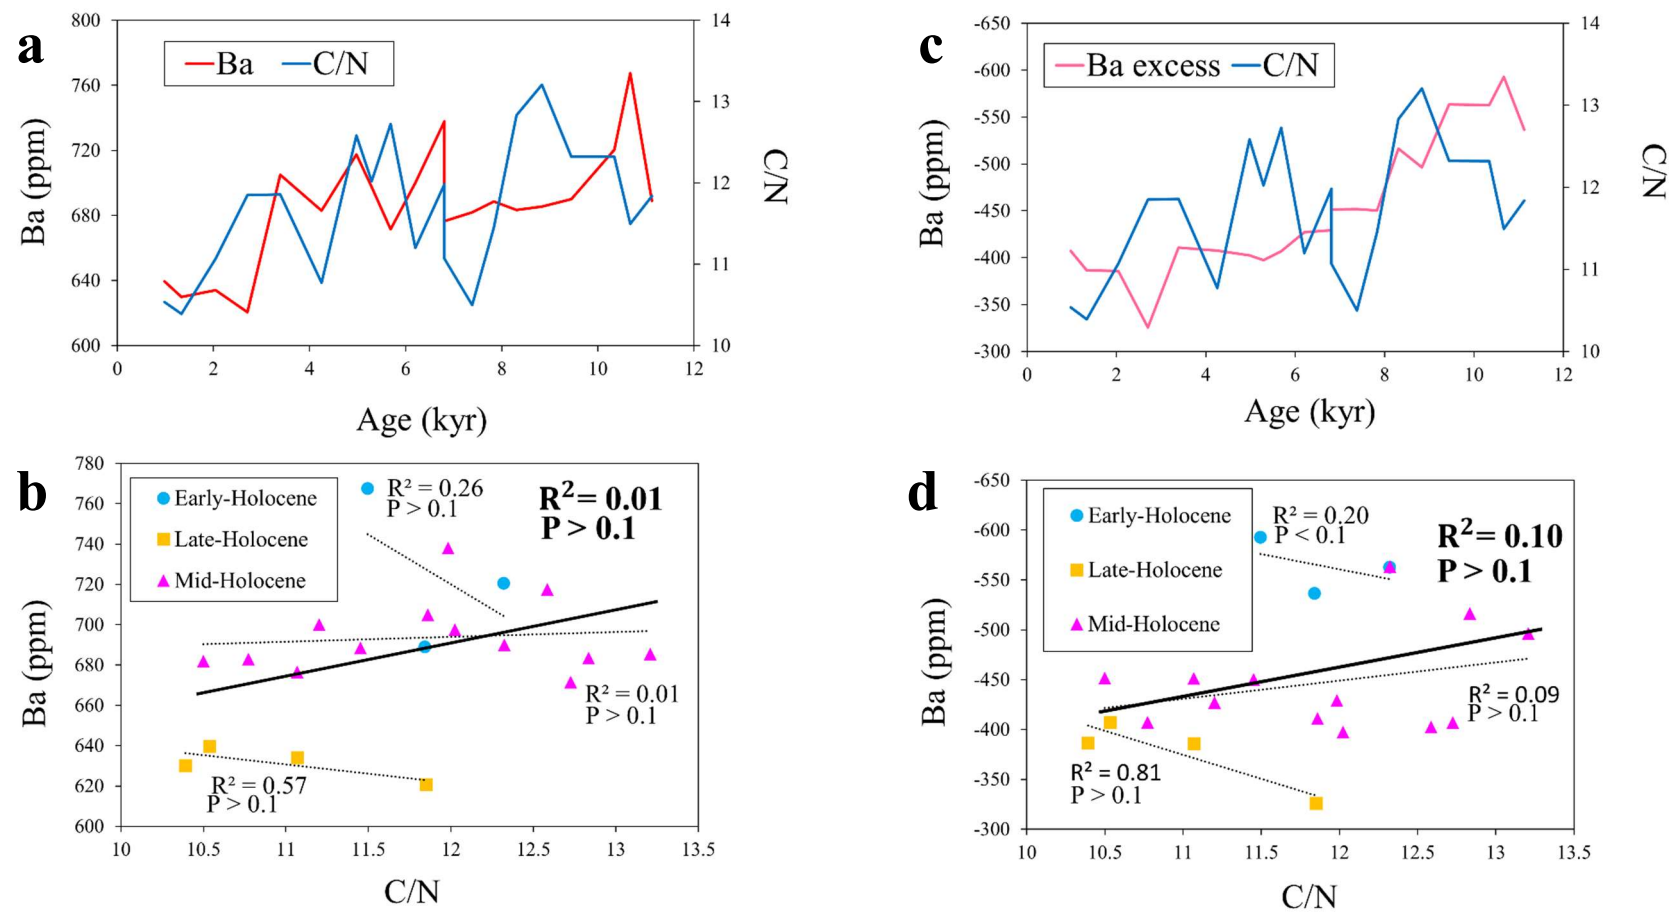 a
800
760
720
680
640
600
Ba (ppm)
Ba
C/N
14
13
12
11
10
C/N
0
2
4
6
8
10
12
Age (kyr)
c
-650
-600
-550
-500
-450
-400
-350
-300
Ba (ppm)
Ba excess
C/N
14
13
12
11
10
C/N
0
2
4
6
8
10
12
Age (kyr)
b
780
760
740
720
700
680
660
640
620
600
Ba (ppm)
Early-Holocene
Late-Holocene
Mid-Holocene
R² = 0.26
P > 0.1
R²= 0.01
P > 0.1
R² = 0.01
P > 0.1
R² = 0.57
P > 0.1
10
10.5
11
11.5
12
12.5
13
13.5
C/N
d
-650
-600
-550
-500
-450
-400
-350
-300
Ba (ppm)
Early-Holocene
Late-Holocene
Mid-Holocene
R² = 0.20
P < 0.1
R²= 0.10
P > 0.1
R² = 0.09
P > 0.1
R² = 0.81
P > 0.1
10
10.5
11
11.5
12
12.5
13
13.5
C/N